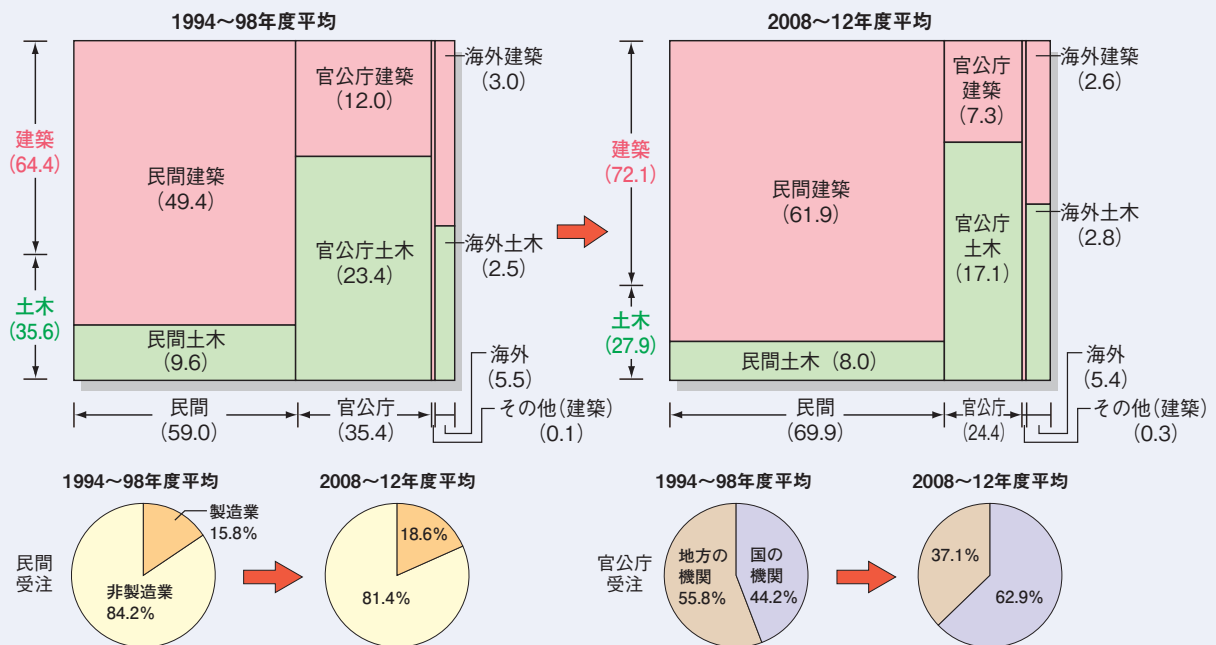 1994〜98年度平均
建築
(64.4)
土木
(35.6)
民間建築
(49.4)
民間土木
(9.6)
官公庁建築
(12.0)
官公庁土木
(23.4)
海外建築
(3.0)
海外土木
(2.5)
海外
(5.5)
その他(建築)
(0.1)
民間
(59.0)
官公庁
(35.4)
2008〜12年度平均
建築
(72.1)
土木
(27.9)
民間建築
(61.9)
民間土木 (8.0)
官公庁
建築
(7.3)
官公庁
土木
(17.1)
海外建築
(2.6)
海外土木
(2.8)
海外
(5.4)
その他(建築)
(0.3)
民間
(69.9)
官公庁
(24.4)
民間
受注
1994〜98年度平均
製造業
15.8%
非製造業
84.2%
2008〜12年度平均
18.6%
81.4%
官公庁
受注
1994〜98年度平均
地方の
機関
55.8%
国の
機関
44.2%
2008〜12年度平均
37.1%
62.9%